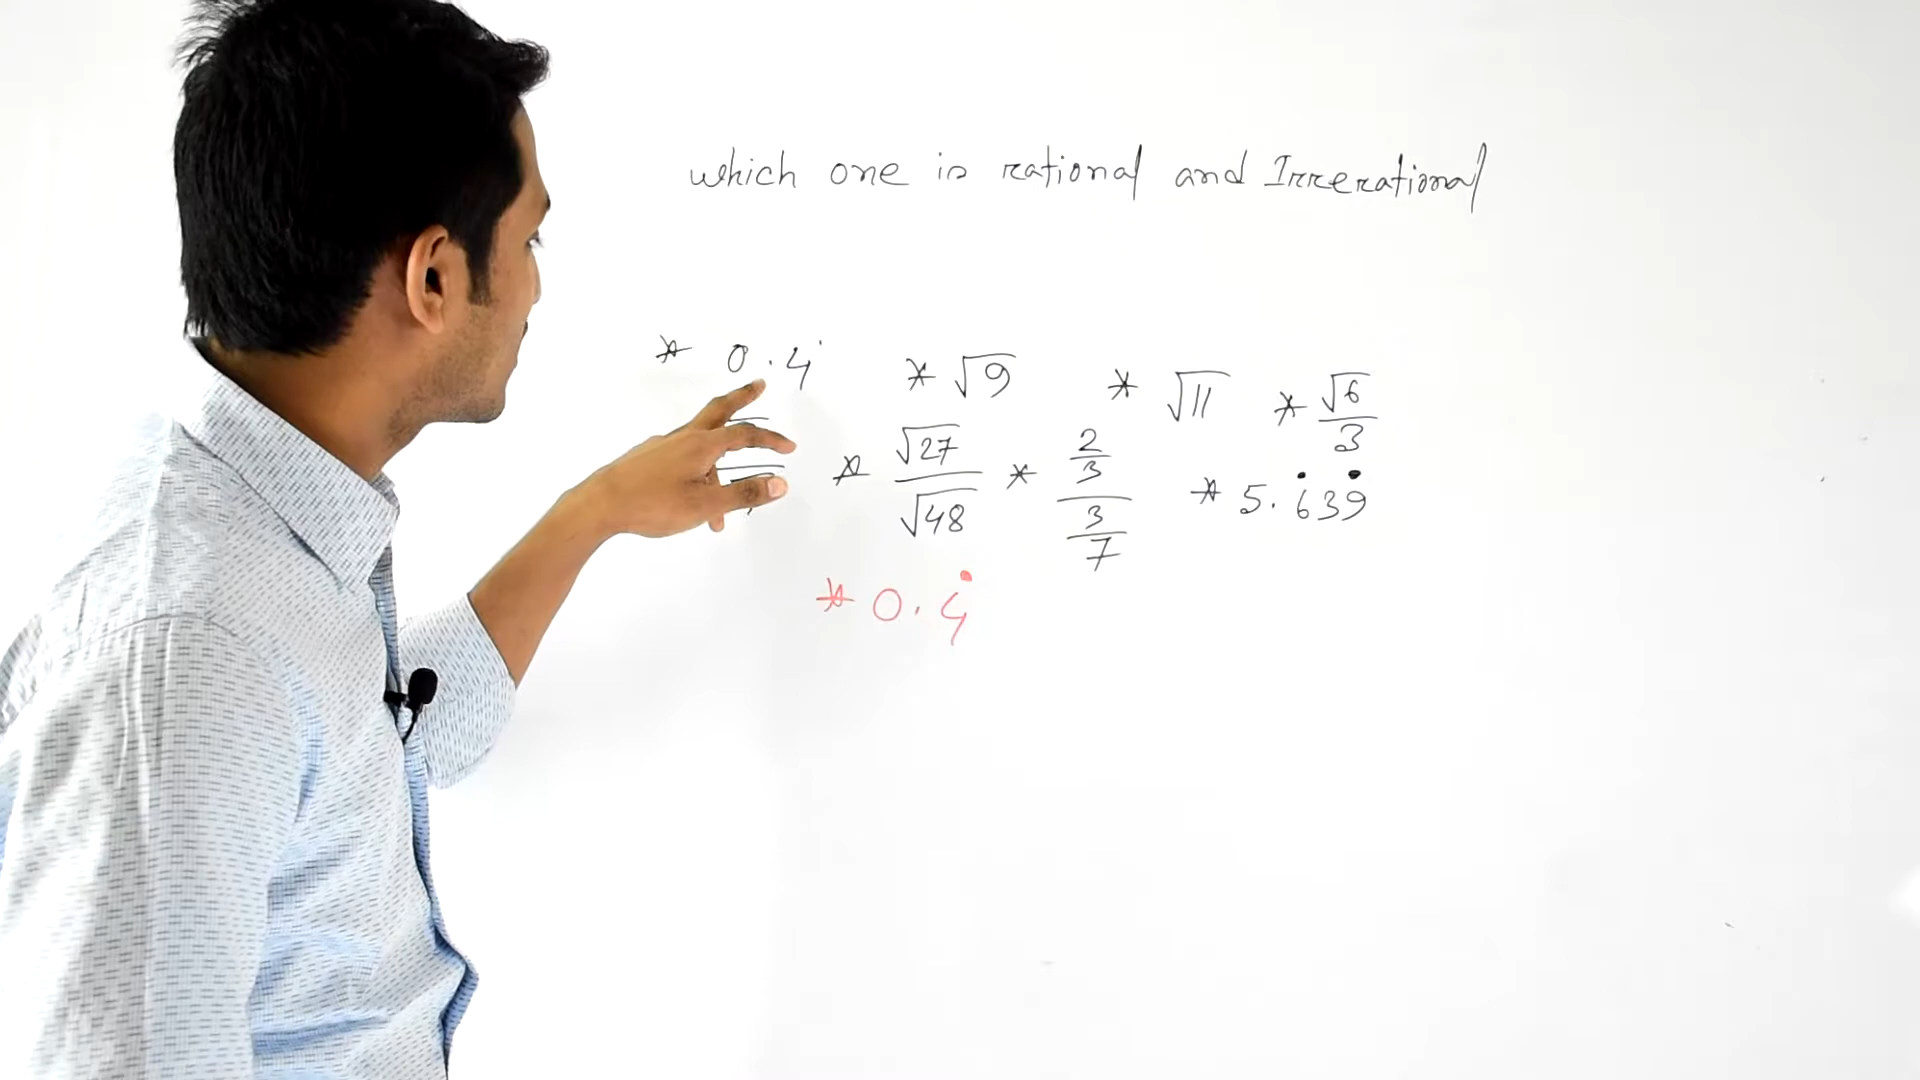 which one is rational and Irrerational
* 0.4̇ * √9 * √11 * √6/3
* √27/√48 * 2/3/3/7 * 5.6̇39̇
* 0.4̇